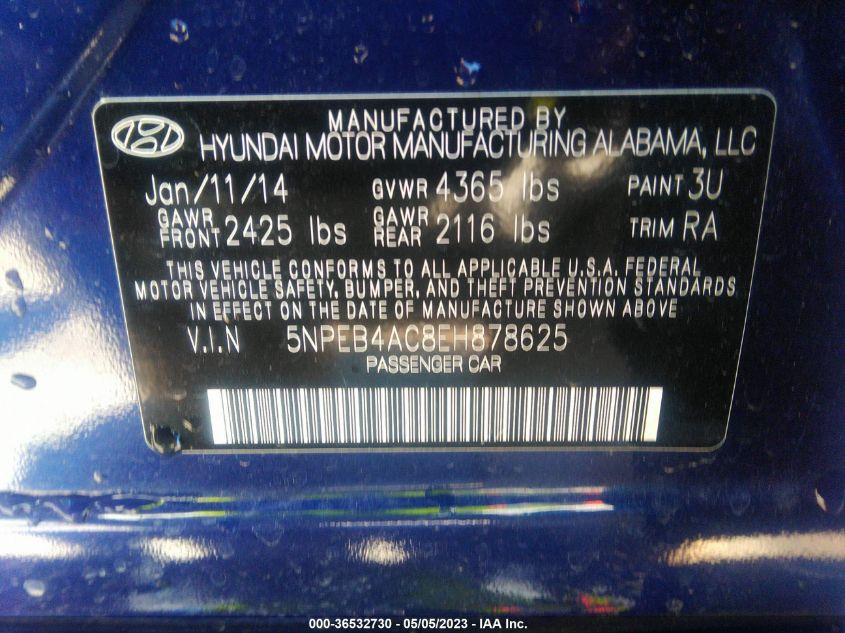 MANUFACTURED BY
HYUNDAI MOTOR MANUFACTURING ALABAMA, LLC
Jan/11/14 GVWR 4365 lbs PAINT 3U
GAWR FRONT 2425 lbs GAWR REAR 2116 lbs TRIM RA
THIS VEHICLE CONFORMS TO ALL APPLICABLE U.S.A. FEDERAL
MOTOR VEHICLE SAFETY, BUMPER, AND THEFT PREVENTION STANDARDS
IN EFFECT ON THE DATE OF MANUFACTURE SHOWN ABOVE
V.I.N 5NPEB4AC8EH878625
PASSENGER CAR
000-36532730 - 05/05/2023 - IAA Inc.